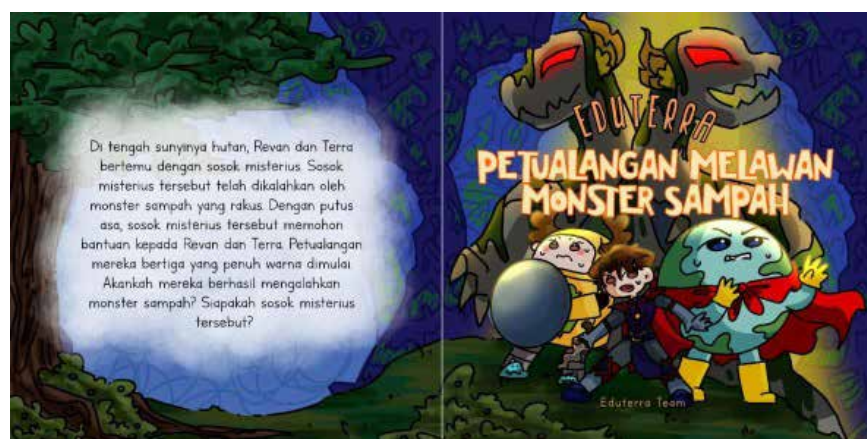 Di tengah sunyinya hutan, Revan dan Terra
bertemu dengan sosok misterius. Sosok
misterius tersebut telah dikalahkan oleh
monster sampah yang rakus. Dengan putus
asa, sosok misterius tersebut memohon
bantuan kepada Revan dan Terra. Petualangan
mereka bertiga yang penuh warna dimulai.
Akankah mereka berhasil mengalahkan
monster sampah? Siapakah sosok misterius
tersebut?
EDUTERRA
PETUALANGAN MELAWAN
MONSTER SAMPAH
Eduterra Team